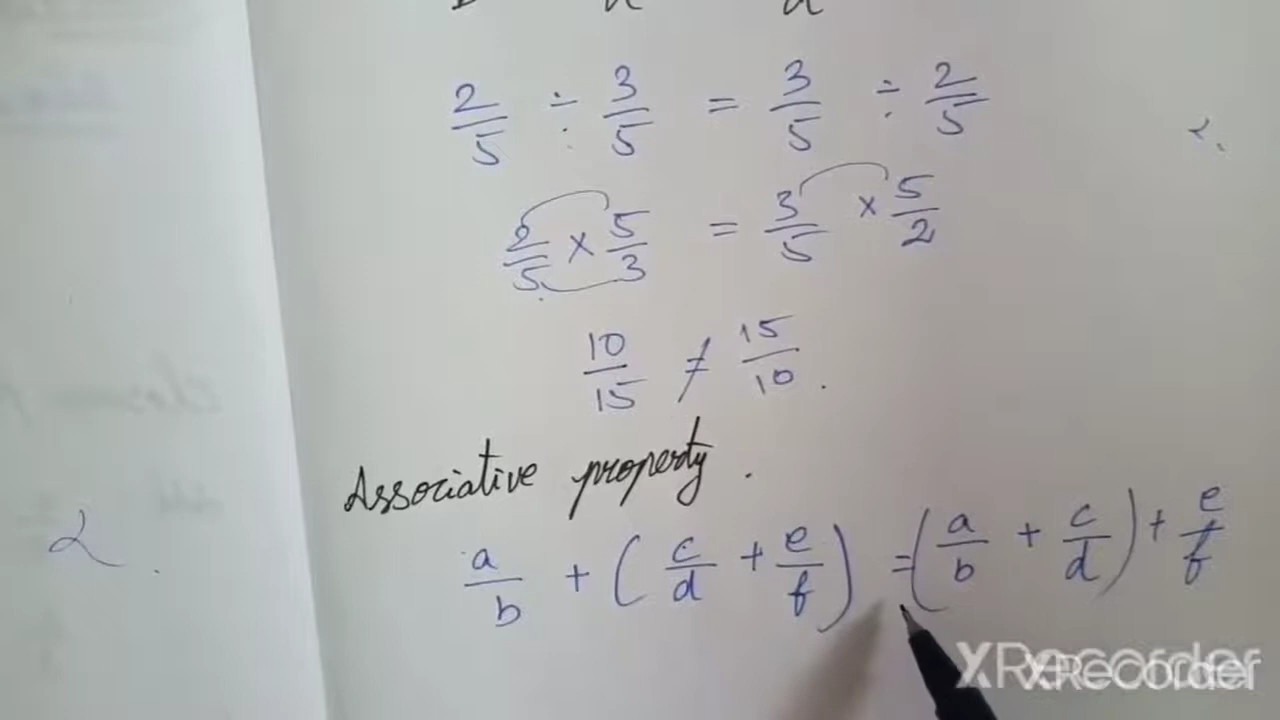 2/5 ÷ 3/5 = 3/5 ÷ 2/5
2/5 × 5/3 = 3/5 × 5/2
10/15 ≠ 15/10 .
Associative property .
a/b + (c/d + e/f) = (a/b + c/d) + e/f
XRecorder